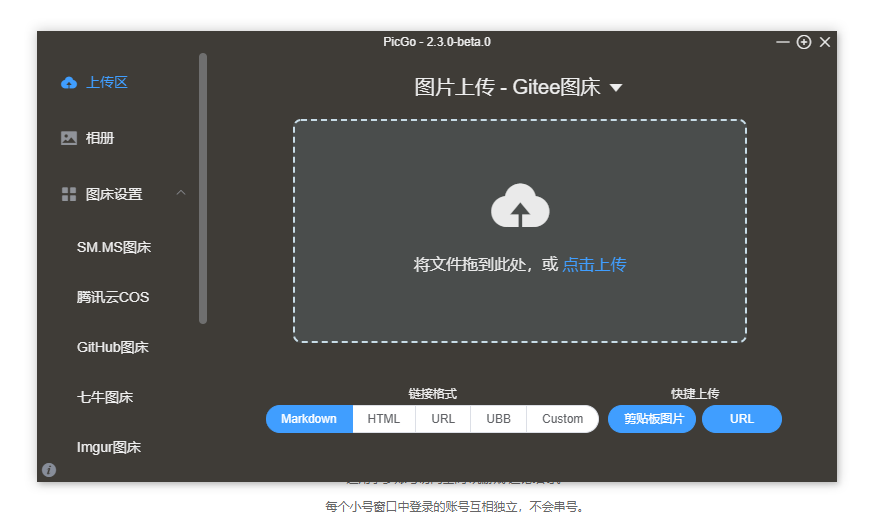 PicGo - 2.3.0-beta.0
上传区
相册
图床设置
SM.MS图床
腾讯云COS
GitHub图床
七牛图床
Imgur图床
图片上传 - Gitee图床
将文件拖到此处，或 点击上传
链接格式
Markdown HTML URL UBB Custom
快捷上传
剪贴板图片 URL
每个小号窗口中登录的账号互相独立，不会串号。